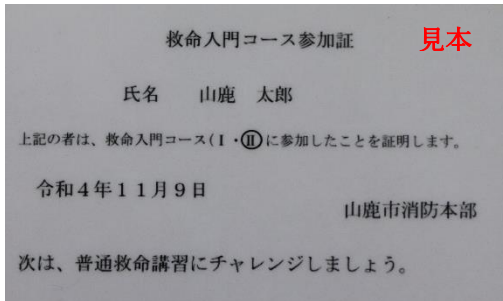 救命入門コース参加証
見本
氏名　山鹿　太郎
上記の者は、救命入門コース(Ⅰ・Ⅱ)に参加したことを証明します。
令和４年１１月９日
山鹿市消防本部
次は、普通救命講習にチャレンジしましょう。